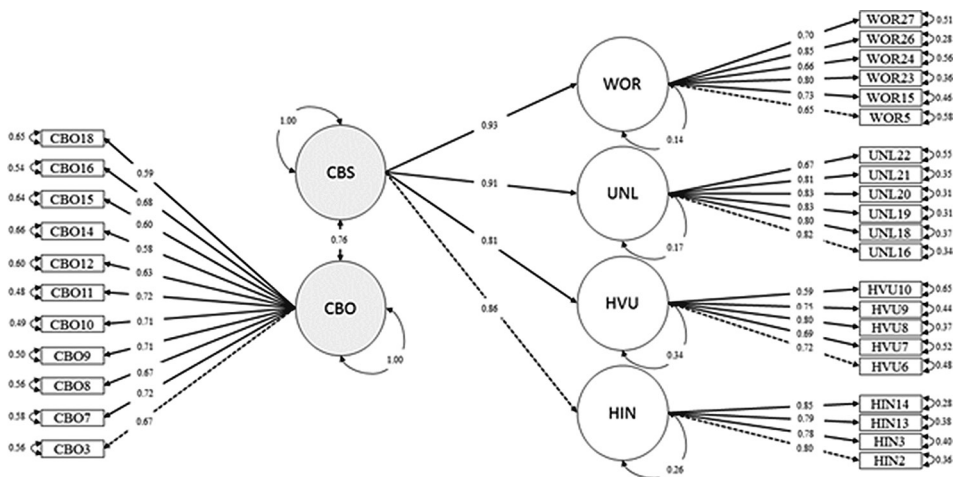 WOR27 0.70 0.51
WOR26 0.85 0.28
WOR24 0.66 0.56
WOR23 0.80 0.36
WOR15 0.73 0.46
WOR5 0.65 0.58
WOR
0.14
0.93
1.00
CBS
0.65 CBO18 0.59
0.54 CBO16 0.68
0.64 CBO15 0.60
0.66 CBO14 0.58
0.60 CBO12 0.63
0.48 CBO11 0.72
0.49 CBO10 0.71
0.50 CBO9 0.71
0.56 CBO8 0.67
0.58 CBO7 0.72
0.56 CBO3 0.67
0.76
CBO
1.00
0.91
UNL
0.17
0.67 UNL22 0.55
0.81 UNL21 0.35
0.83 UNL20 0.31
0.83 UNL19 0.31
0.80 UNL18 0.37
0.82 UNL16 0.34
0.81
HVU
0.34
0.59 HVU10 0.65
0.75 HVU9 0.44
0.80 HVU8 0.37
0.69 HVU7 0.52
0.72 HVU6 0.48
0.86
HIN
0.26
0.85 HIN14 0.28
0.79 HIN13 0.38
0.78 HIN3 0.40
0.80 HIN2 0.36